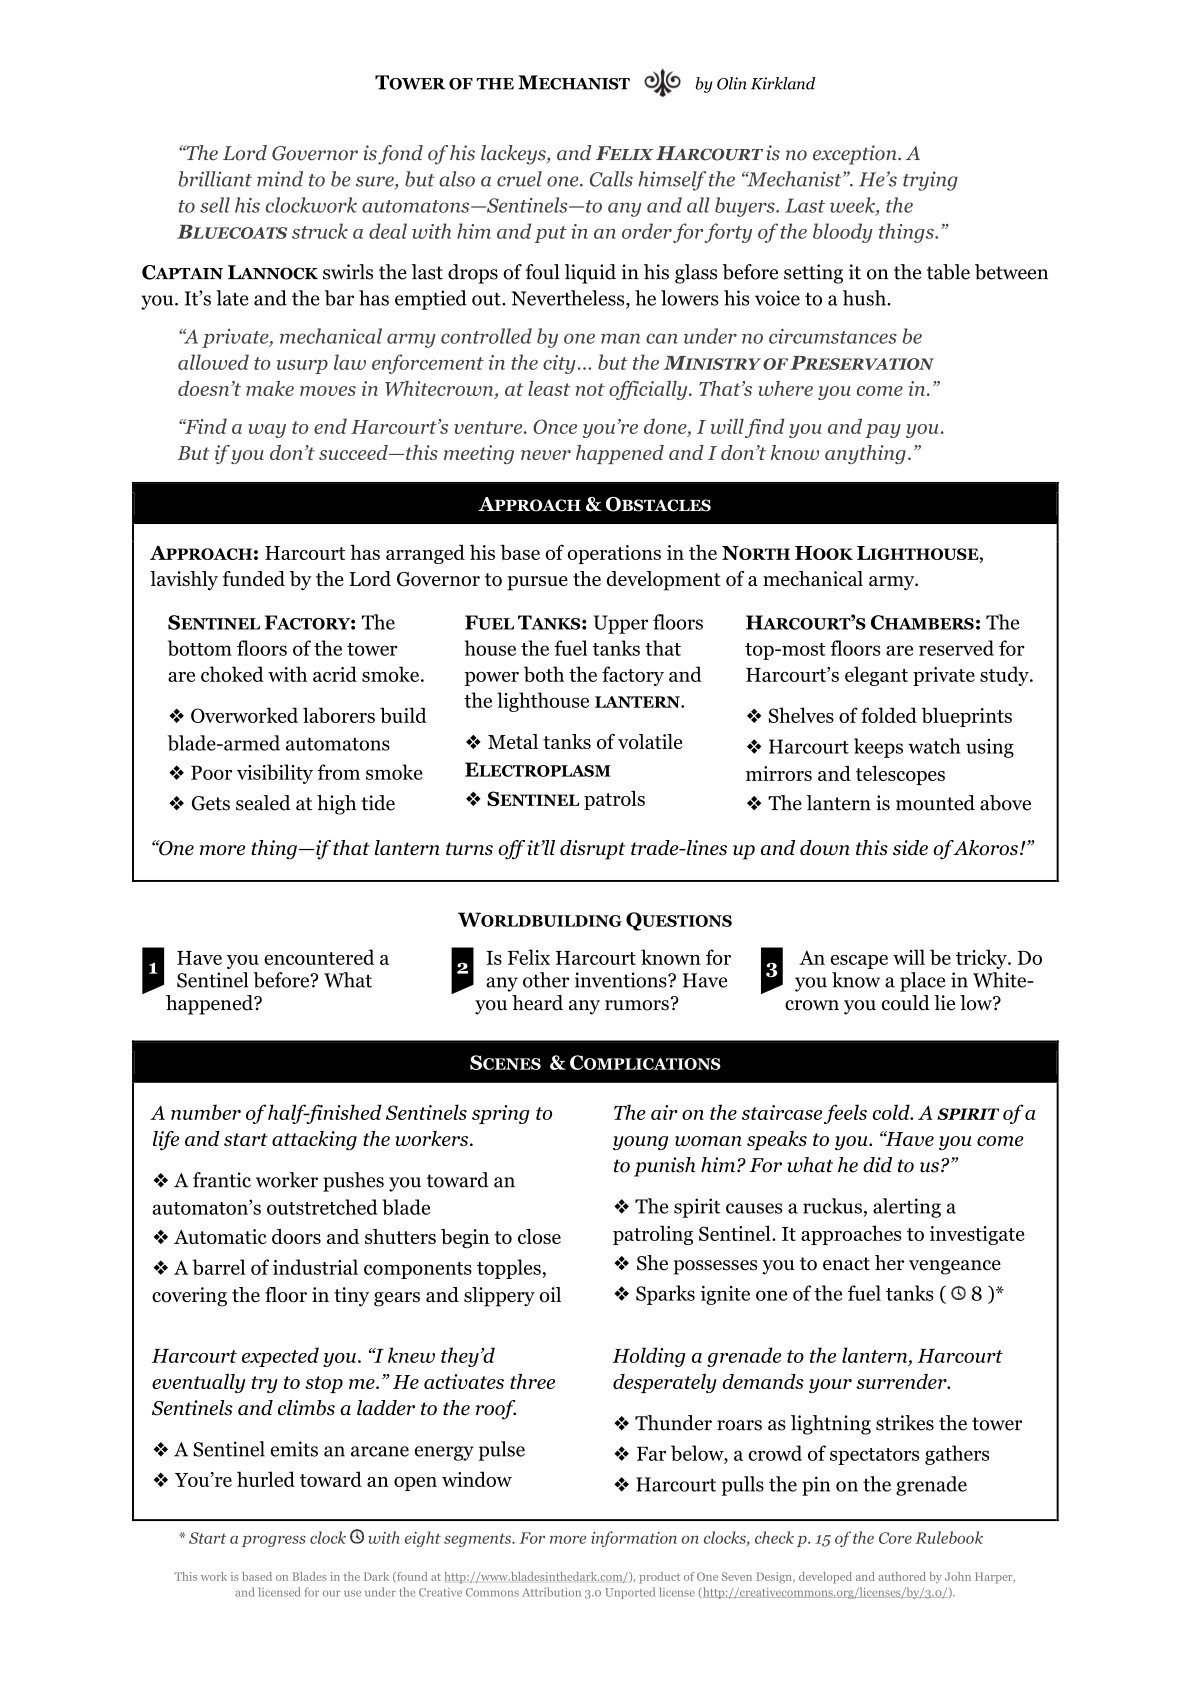 TOWER OF THE MECHANIST by Olin Kirkland
“The Lord Governor is fond of his lackeys, and FELIX HARCOURT is no exception. A
brilliant mind to be sure, but also a cruel one. Calls himself the “Mechanist”. He’s trying
to sell his clockwork automatons—Sentinels—to any and all buyers. Last week, the
BLUECOATS struck a deal with him and put in an order for forty of the bloody things.”
CAPTAIN LANNOCK swirls the last drops of foul liquid in his glass before setting it on the table between
you. It’s late and the bar has emptied out. Nevertheless, he lowers his voice to a hush.
“A private, mechanical army controlled by one man can under no circumstances be
allowed to usurp law enforcement in the city… but the MINISTRY OF PRESERVATION
doesn’t make moves in Whitecrown, at least not officially. That’s where you come in.”
“Find a way to end Harcourt’s venture. Once you’re done, I will find you and pay you.
But if you don’t succeed—this meeting never happened and I don’t know anything.”
APPROACH & OBSTACLES
APPROACH: Harcourt has arranged his base of operations in the NORTH HOOK LIGHTHOUSE,
lavishly funded by the Lord Governor to pursue the development of a mechanical army.
SENTINEL FACTORY: The
bottom floors of the tower
are choked with acrid smoke.
❖ Overworked laborers build
blade-armed automatons
❖ Poor visibility from smoke
❖ Gets sealed at high tide
FUEL TANKS: Upper floors
house the fuel tanks that
power both the factory and
the lighthouse LANTERN.
❖ Metal tanks of volatile
ELECTROPLASM
❖ SENTINEL patrols
HARCOURT’S CHAMBERS: The
top-most floors are reserved for
Harcourt’s elegant private study.
❖ Shelves of folded blueprints
❖ Harcourt keeps watch using
mirrors and telescopes
❖ The lantern is mounted above
“One more thing—if that lantern turns off it’ll disrupt trade-lines up and down this side of Akoros!”
WORLDBUILDING QUESTIONS
1 Have you encountered a
Sentinel before? What
happened?
2 Is Felix Harcourt known for
any other inventions? Have
you heard any rumors?
3 An escape will be tricky. Do
you know a place in White-
crown you could lie low?
SCENES & COMPLICATIONS
A number of half-finished Sentinels spring to
life and start attacking the workers.
❖ A frantic worker pushes you toward an
automaton’s outstretched blade
❖ Automatic doors and shutters begin to close
❖ A barrel of industrial components topples,
covering the floor in tiny gears and slippery oil
The air on the staircase feels cold. A SPIRIT of a
young woman speaks to you. “Have you come
to punish him? For what he did to us?”
❖ The spirit causes a ruckus, alerting a
patroling Sentinel. It approaches to investigate
❖ She possesses you to enact her vengeance
❖ Sparks ignite one of the fuel tanks ( 8 )*
Harcourt expected you. “I knew they’d
eventually try to stop me.” He activates three
Sentinels and climbs a ladder to the roof.
❖ A Sentinel emits an arcane energy pulse
❖ You’re hurled toward an open window
Holding a grenade to the lantern, Harcourt
desperately demands your surrender.
❖ Thunder roars as lightning strikes the tower
❖ Far below, a crowd of spectators gathers
❖ Harcourt pulls the pin on the grenade
* Start a progress clock with eight segments. For more information on clocks, check p. 15 of the Core Rulebook
This work is based on Blades in the Dark (found at http://www.bladesinthedark.com/), product of One Seven Design, developed and authored by John Harper,
and licensed for our use under the Creative Commons Attribution 3.0 Unported license (http://creativecommons.org/licenses/by/3.0/).